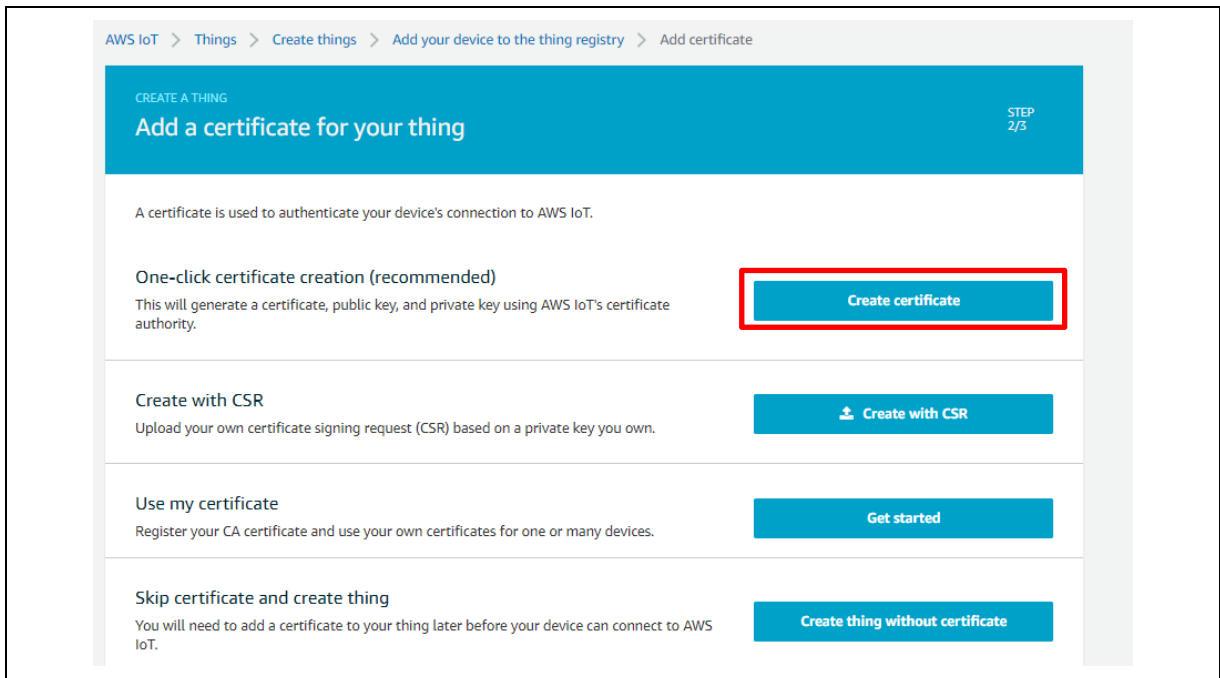 AWS IoT > Things > Create things > Add your device to the thing registry > Add certificate
CREATE A THING
Add a certificate for your thing
STEP
2/3
A certificate is used to authenticate your device's connection to AWS IoT.
One-click certificate creation (recommended)
This will generate a certificate, public key, and private key using AWS IoT's certificate
authority.
Create certificate
Create with CSR
Upload your own certificate signing request (CSR) based on a private key you own.
Create with CSR
Use my certificate
Register your CA certificate and use your own certificates for one or many devices.
Get started
Skip certificate and create thing
You will need to add a certificate to your thing later before your device can connect to AWS
IoT.
Create thing without certificate